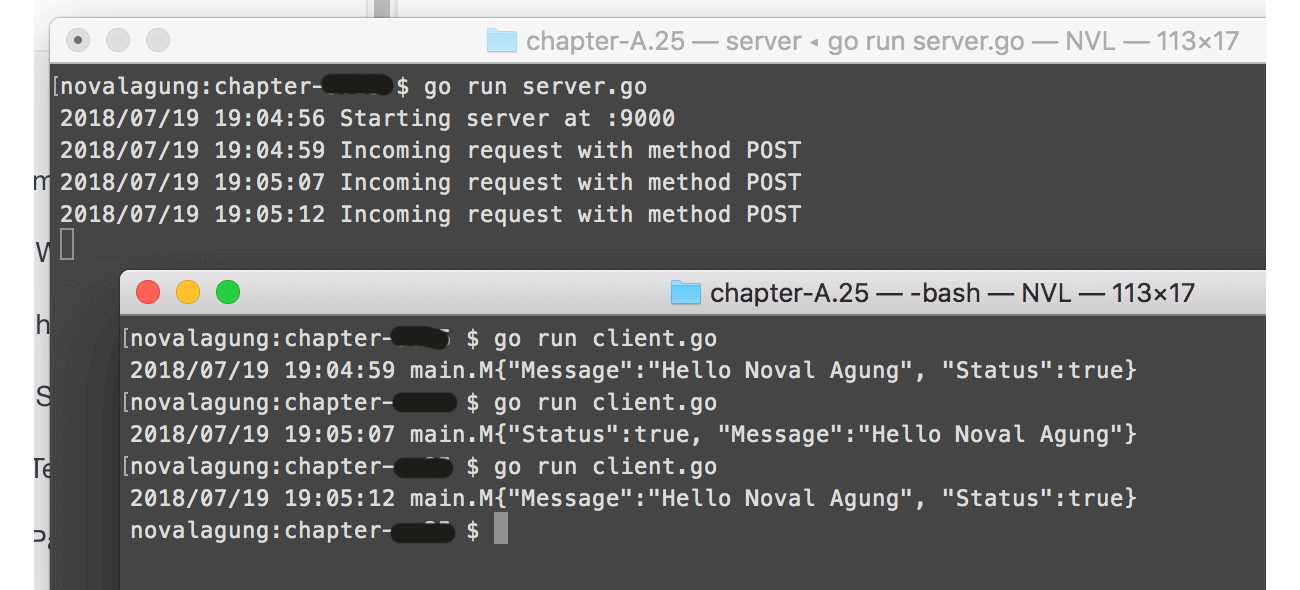 chapter-A.25 — server ◂ go run server.go — NVL — 113×17
[novalagung:chapter- $ go run server.go
2018/07/19 19:04:56 Starting server at :9000
2018/07/19 19:04:59 Incoming request with method POST
2018/07/19 19:05:07 Incoming request with method POST
2018/07/19 19:05:12 Incoming request with method POST
chapter-A.25 — -bash — NVL — 113×17
[novalagung:chapter- $ go run client.go
2018/07/19 19:04:59 main.M{"Message":"Hello Noval Agung", "Status":true}
[novalagung:chapter- $ go run client.go
2018/07/19 19:05:07 main.M{"Status":true, "Message":"Hello Noval Agung"}
[novalagung:chapter- $ go run client.go
2018/07/19 19:05:12 main.M{"Message":"Hello Noval Agung", "Status":true}
novalagung:chapter- $